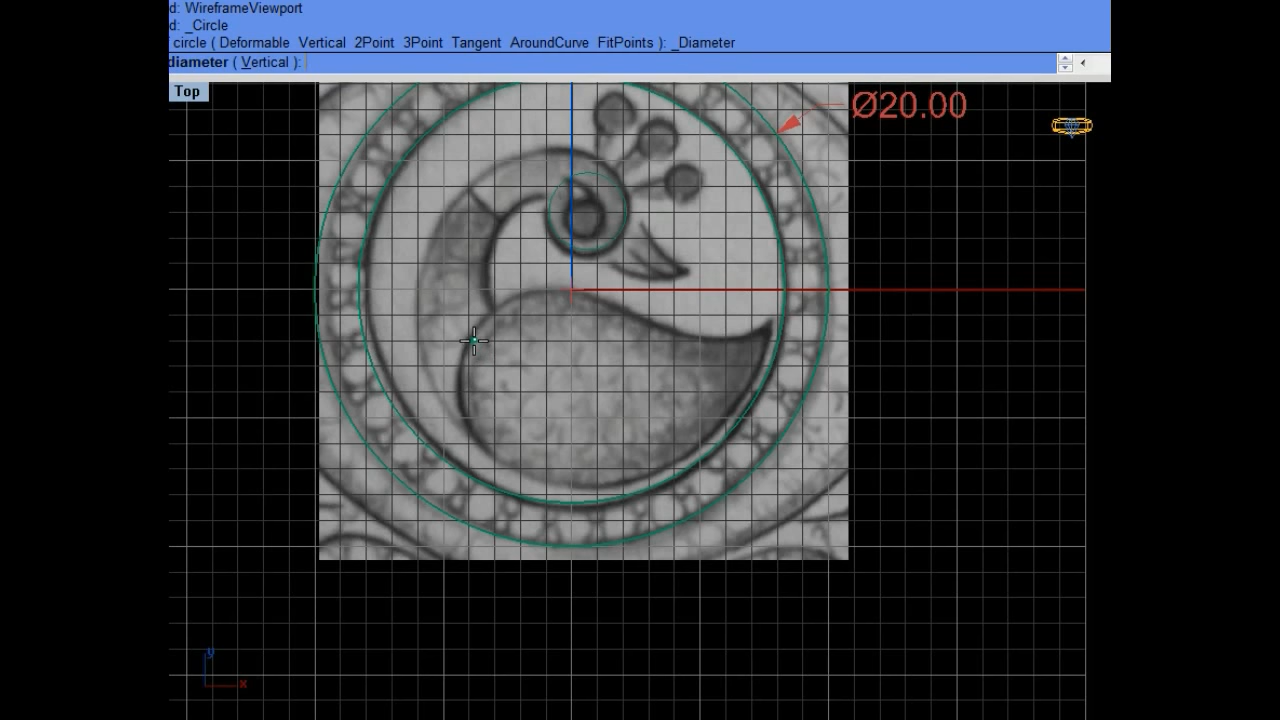 d: WireframeViewport
d: _Circle
circle ( Deformable Vertical 2Point 3Point Tangent AroundCurve FitPoints ): _Diameter
diameter ( Vertical ):
Top
Ø20.00
y
x